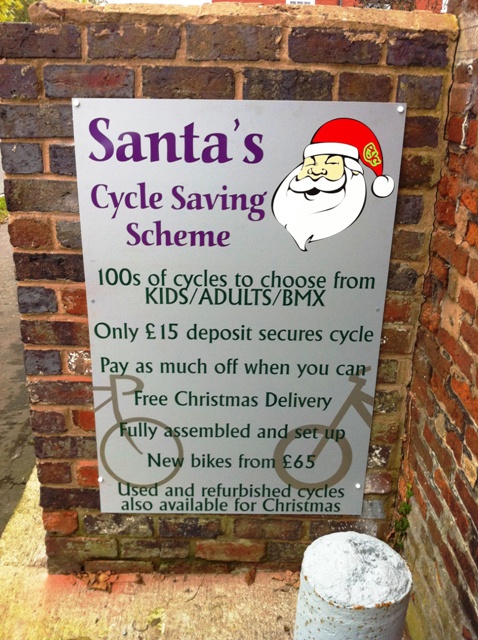 Santa's
Cycle Saving
Scheme
100s of cycles to choose from
KIDS/ADULTS/BMX
Only £15 deposit secures cycle
Pay as much off when you can
Free Christmas Delivery
Fully assembled and set up
New bikes from £65
Used and refurbished cycles
also available for Christmas